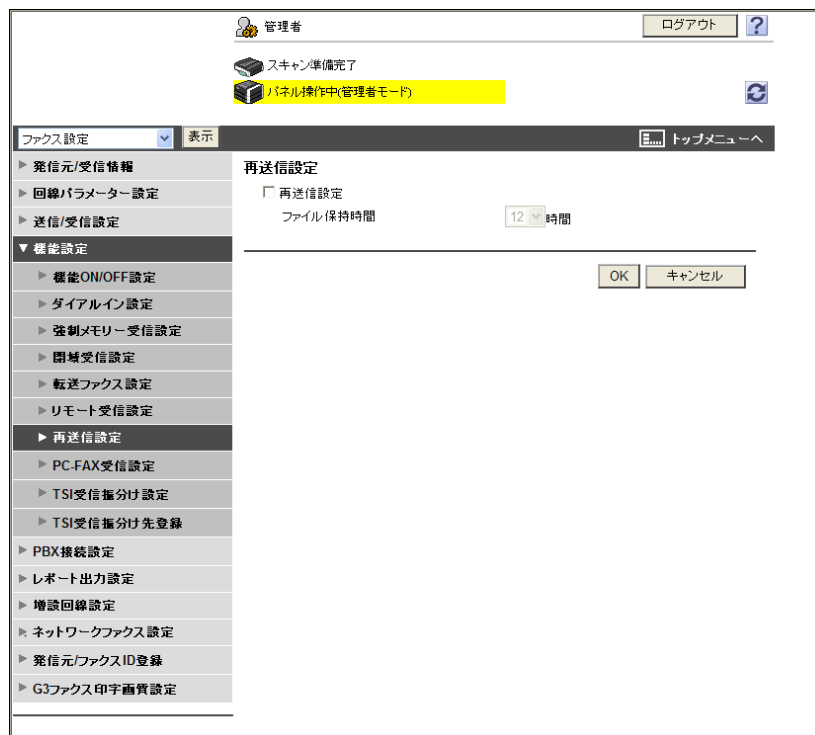 管理者
ログアウト
?
スキャン準備完了
パネル操作中(管理者モード)
ファクス設定
表示
トップメニューへ
発信元/受信情報
回線パラメーター設定
送信/受信設定
機能設定
機能ON/OFF設定
ダイアルイン設定
強制メモリー受信設定
閉域受信設定
転送ファクス設定
リモート受信設定
再送信設定
PC-FAX受信設定
TSI受信振分け設定
TSI受信振分け先登録
PBX接続設定
レポート出力設定
増設回線設定
ネットワークファクス設定
発信元/ファクスID登録
G3ファクス印字画質設定
再送信設定
再送信設定
ファイル保持時間 12 時間
OK キャンセル